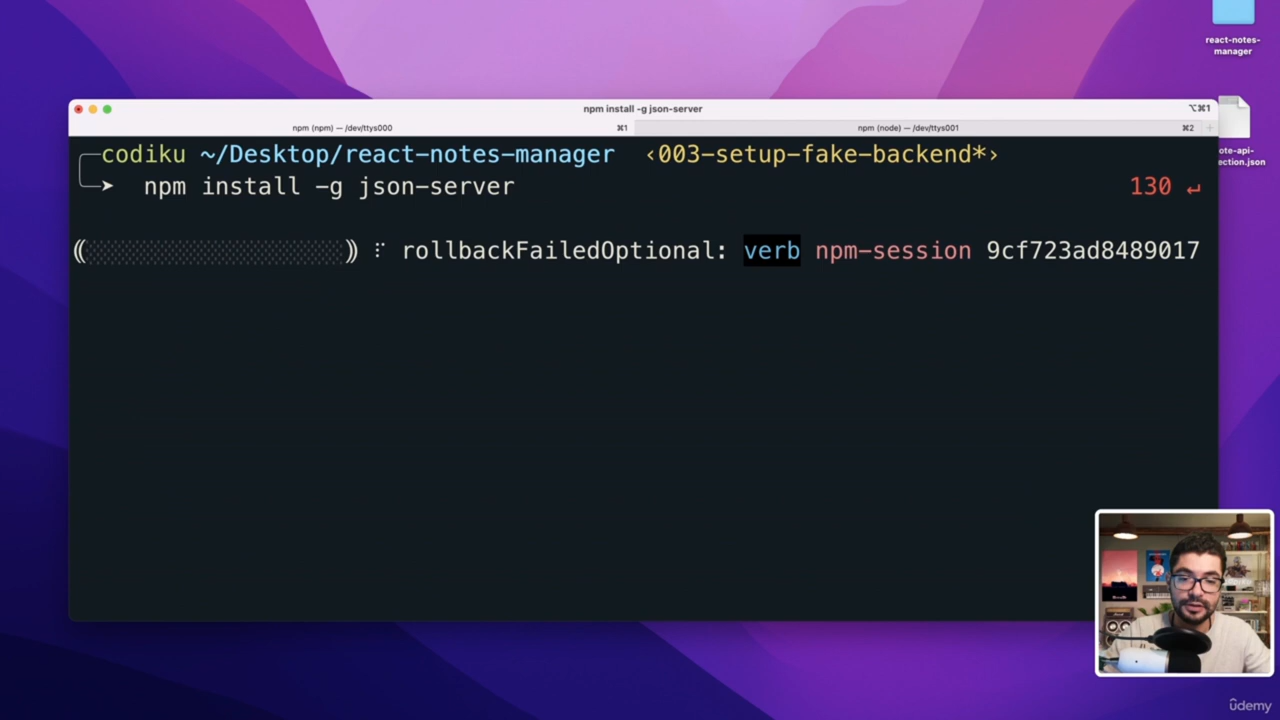 react-notes-
manager
npm install -g json-server
⌥⌘1
npm (npm) — /dev/ttys000
⌘1
npm (node) — /dev/ttys001
⌘2
+
ote-api-
ection.json
codiku ~/Desktop/react-notes-manager ‹003-setup-fake-backend*›
npm install -g json-server
130 ↵
rollbackFailedOptional: verb npm-session 9cf723ad8489017
ûdemy